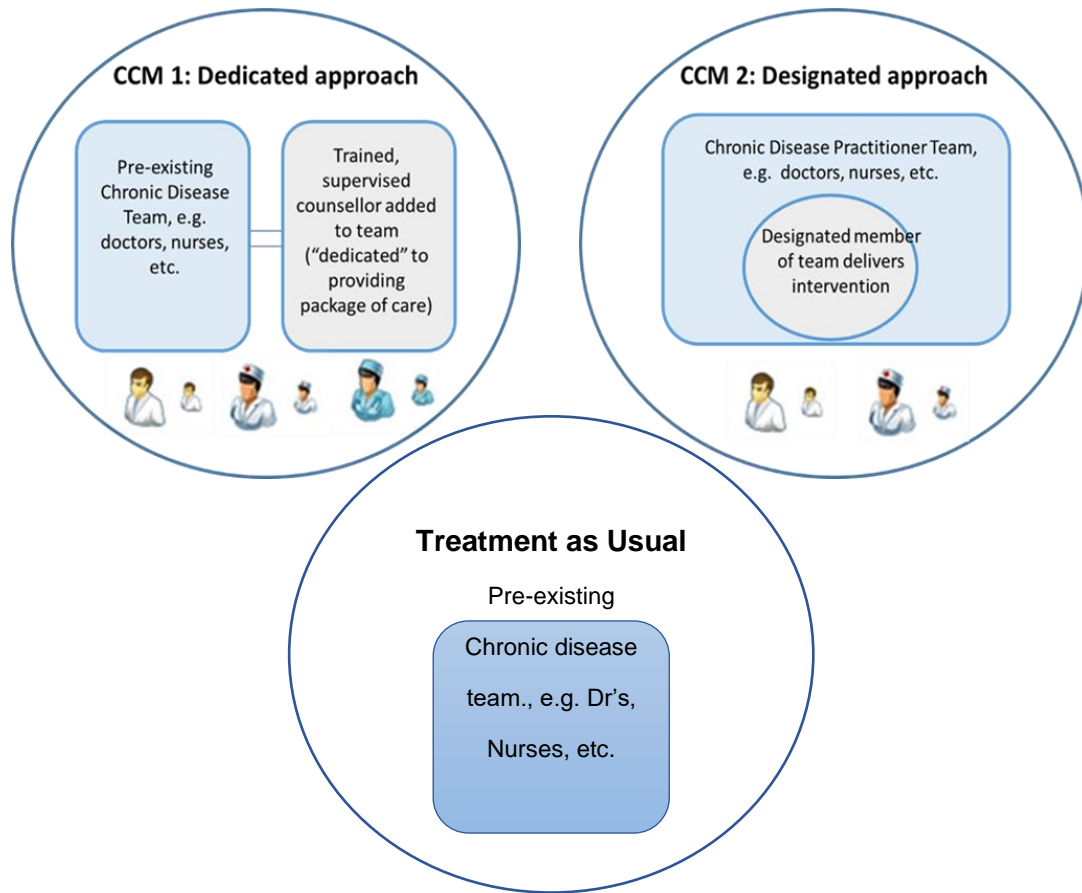 CCM 1: Dedicated approach
Pre-existing
Chronic Disease
Team, e.g.
doctors, nurses,
etc.
Trained,
supervised
counsellor added
to team
(“dedicated” to
providing
package of care)
CCM 2: Designated approach
Chronic Disease Practitioner Team,
e.g. doctors, nurses, etc.
Designated member
of team delivers
intervention
Treatment as Usual
Pre-existing
Chronic disease
team., e.g. Dr’s,
Nurses, etc.